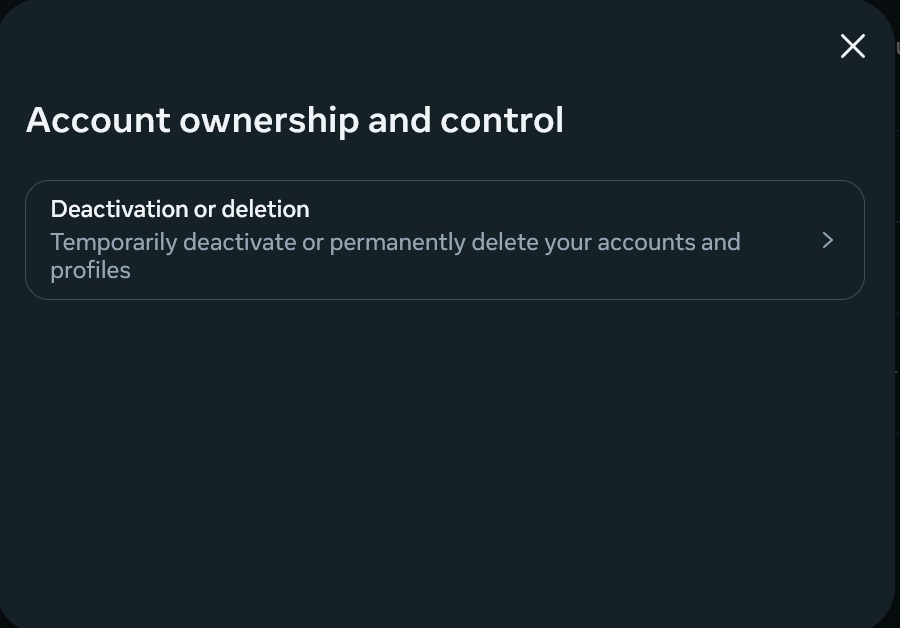 Account ownership and control
Deactivation or deletion
Temporarily deactivate or permanently delete your accounts and
profiles